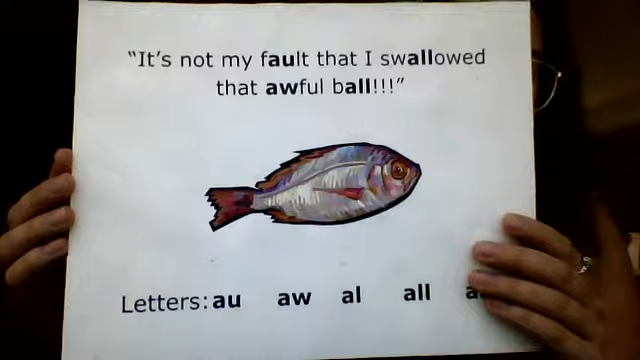 "It's not my fault that I swallowed
that awful ball!!!"
Letters: au aw al all